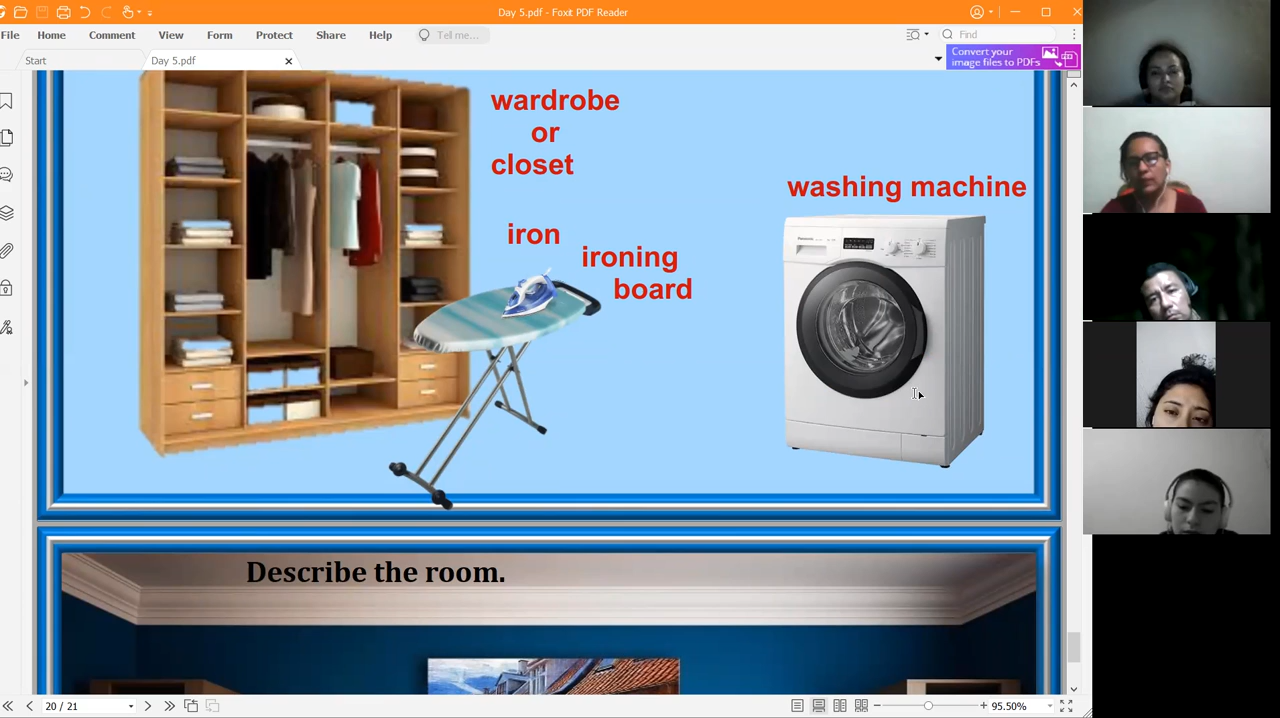 Day 5.pdf - Foxit PDF Reader
File Home Comment View Form Protect Share Help Tell me... Find
Start Day 5.pdf
Convert your
image files to PDFs
wardrobe
or
closet
washing machine
iron
ironing
board
Panasonic
Describe the room.
20 / 21 95.50%